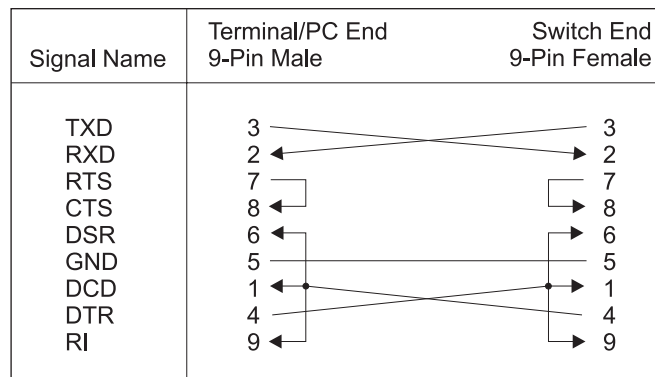 Signal Name Terminal/PC End Switch End
9-Pin Male 9-Pin Female
TXD 3 3
RXD 2 2
RTS 7 7
CTS 8 8
DSR 6 6
GND 5 5
DCD 1 1
DTR 4 4
RI 9 9